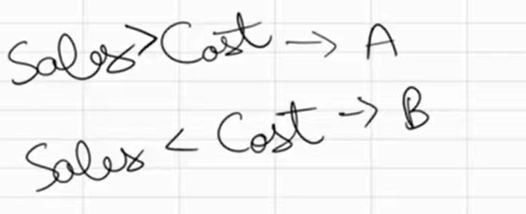 Sales > Cost → A
Sales < Cost → B